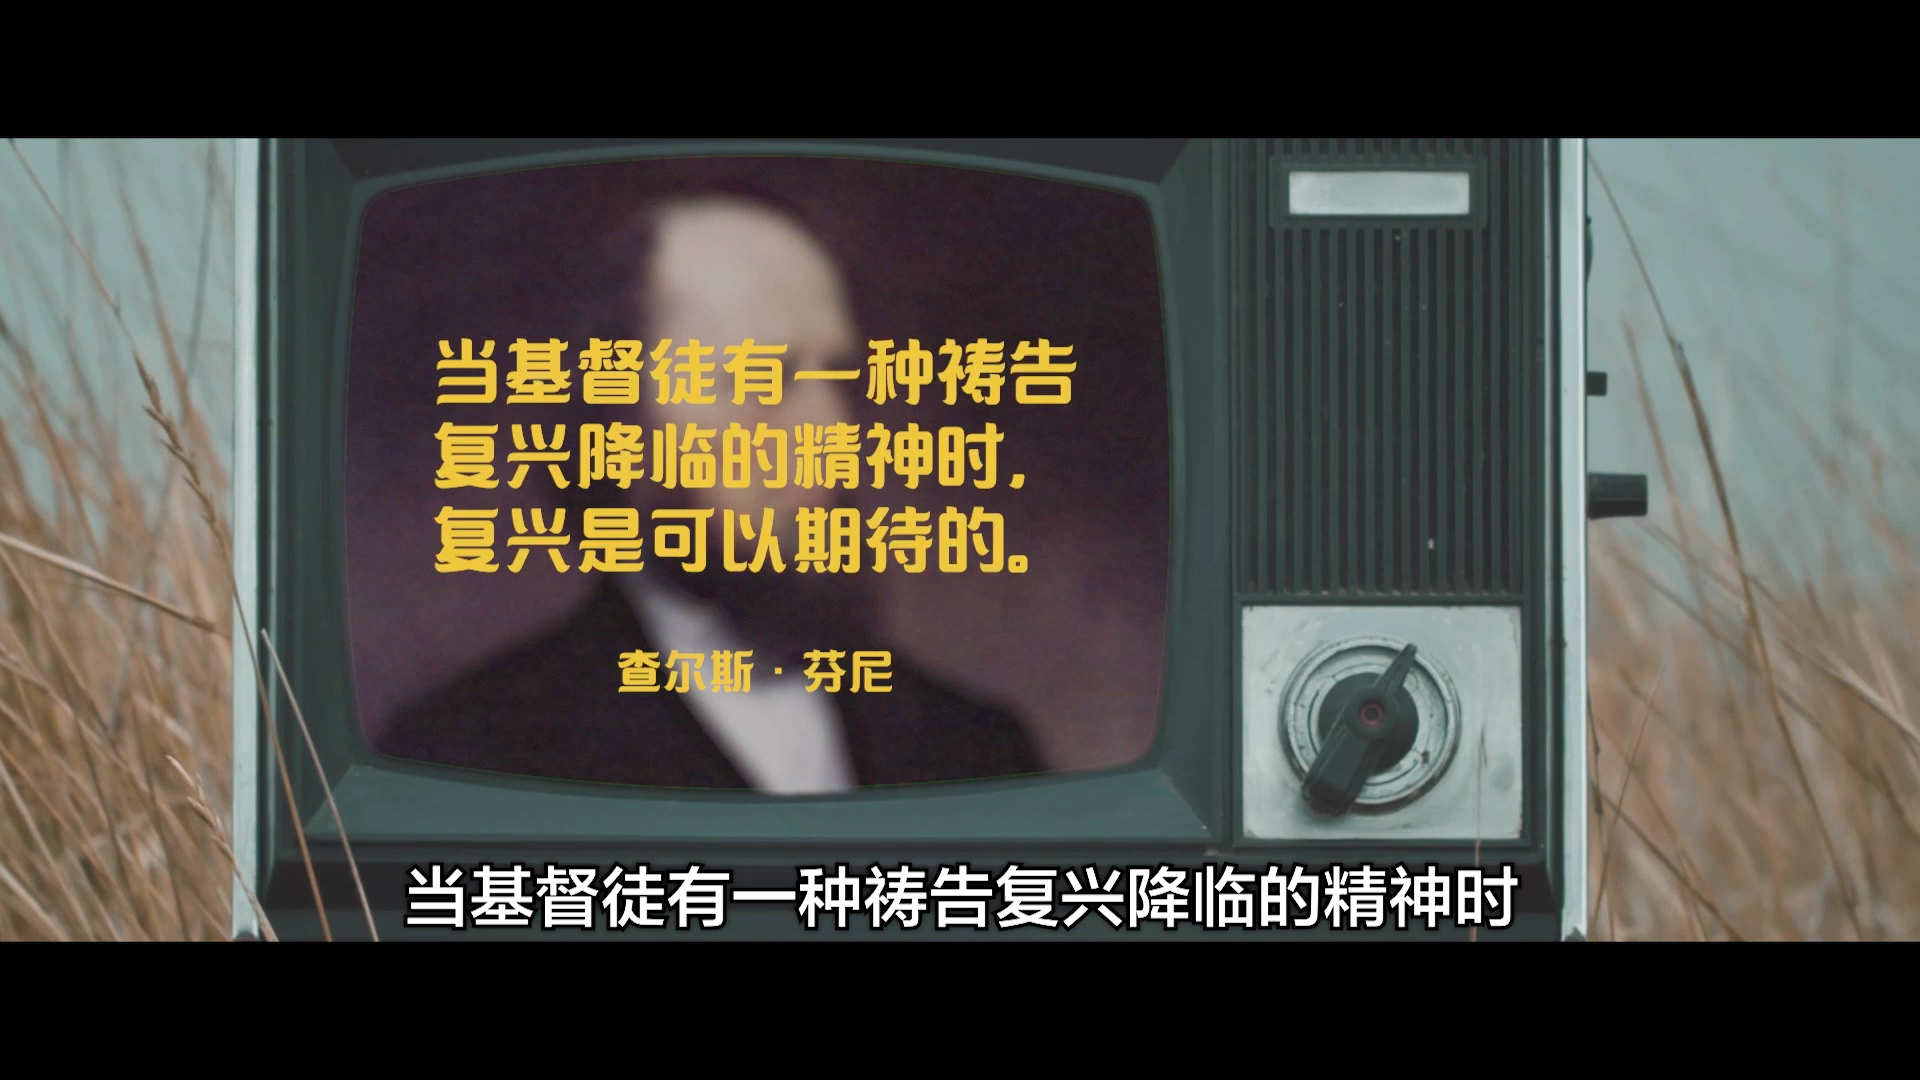 当基督徒有一种祷告
复兴降临的精神时，
复兴是可以期待的。
查尔斯·芬尼
当基督徒有一种祷告复兴降临的精神时